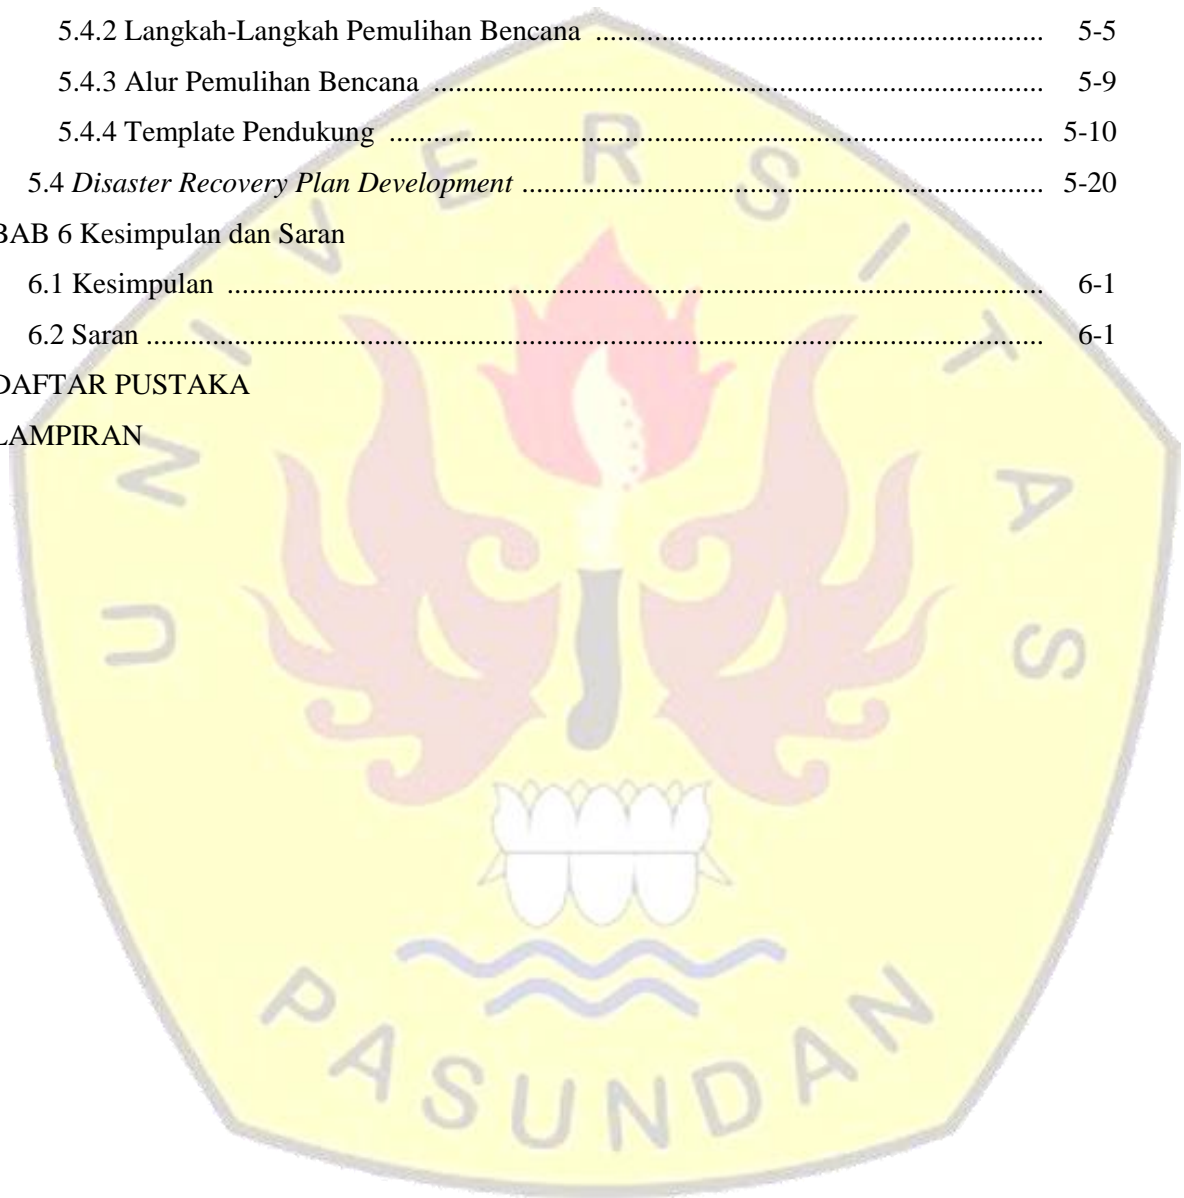 5.4.2 Langkah-Langkah Pemulihan Bencana ................................................................ 5-5
5.4.3 Alur Pemulihan Bencana ........................................................................................ 5-9
5.4.4 Template Pendukung .............................................................................................. 5-10
5.4 Disaster Recovery Plan Development .......................................................................... 5-20
BAB 6 Kesimpulan dan Saran
6.1 Kesimpulan ..................................................................................................................... 6-1
6.2 Saran ................................................................................................................................ 6-1
DAFTAR PUSTAKA
LAMPIRAN
UNIVERSITAS
PASUNDAN